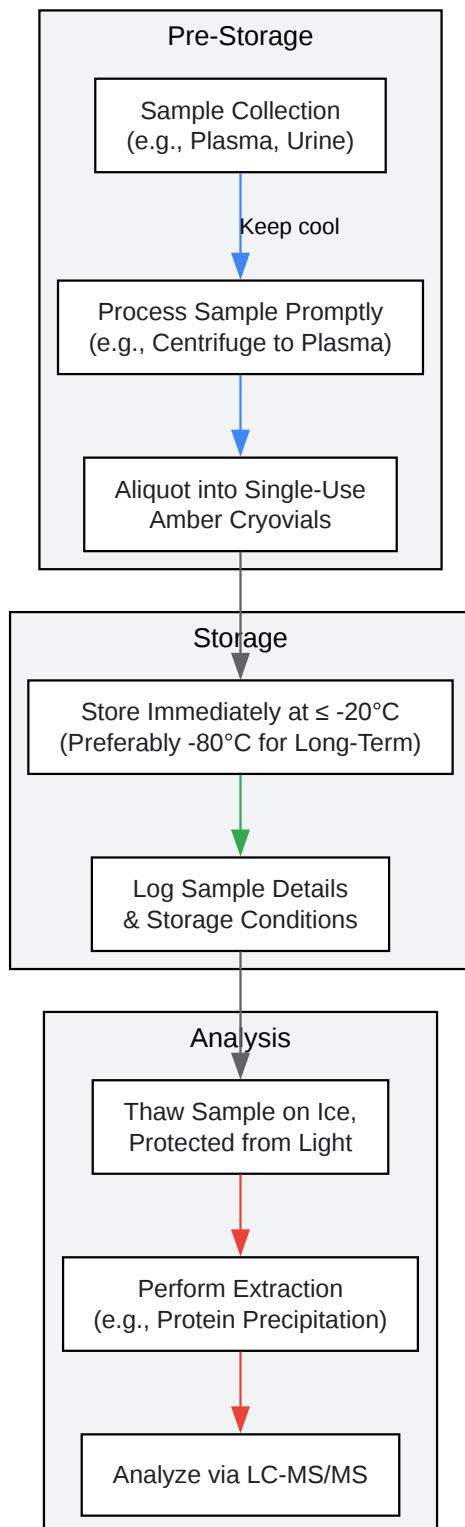 Pre-Storage
Sample Collection
(e.g., Plasma, Urine)
Keep cool
Process Sample Promptly
(e.g., Centrifuge to Plasma)
Aliquot into Single-Use
Amber Cryovials
Storage
Store Immediately at ≤ -20°C
(Preferably -80°C for Long-Term)
Log Sample Details
& Storage Conditions
Analysis
Thaw Sample on Ice,
Protected from Light
Perform Extraction
(e.g., Protein Precipitation)
Analyze via LC-MS/MS